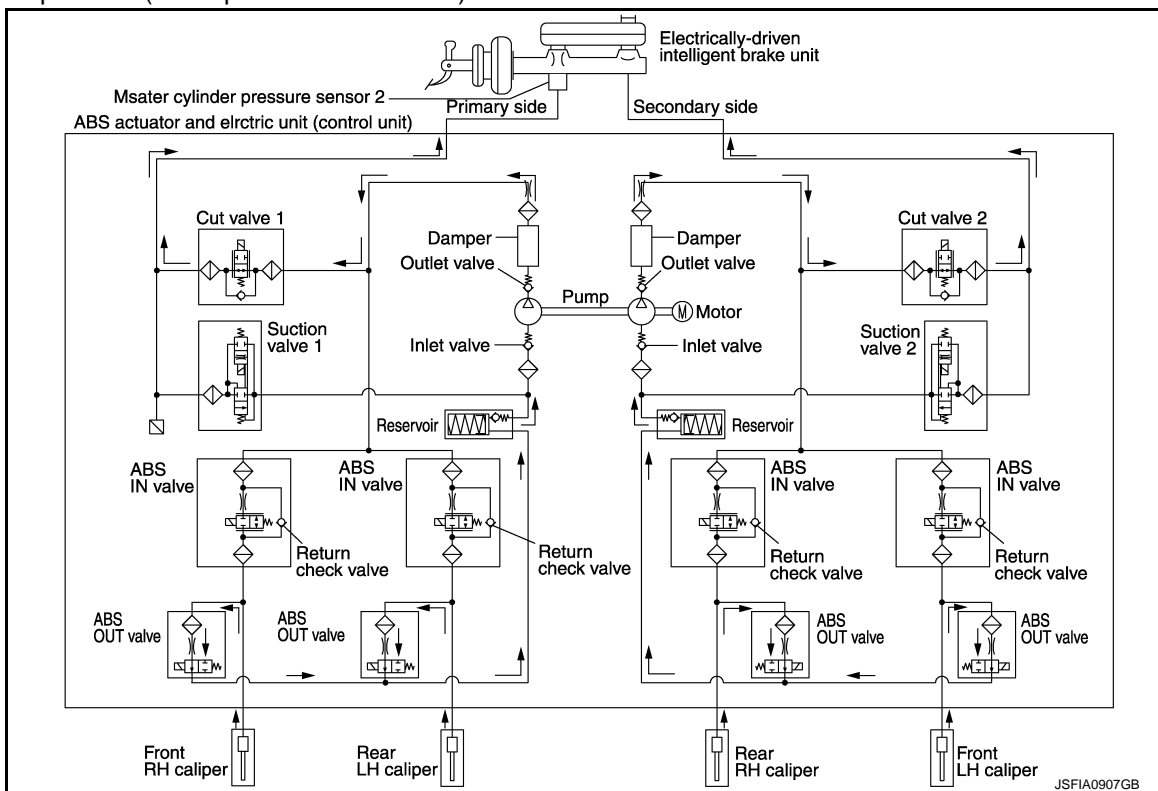 Electrically-driven
intelligent brake unit
Msater cylinder pressure sensor 2
Primary side
Secondary side
ABS actuator and elrctric unit (control unit)
Cut valve 1
Cut valve 2
Damper
Damper
Outlet valve
Outlet valve
Pump
M
Motor
Suction
valve 1
Suction
valve 2
Inlet valve
Inlet valve
Reservoir
Reservoir
ABS
IN valve
ABS
IN valve
ABS
IN valve
ABS
IN valve
Return
check valve
Return
check valve
Return
check valve
Return
check valve
ABS
OUT valve
ABS
OUT valve
ABS
OUT valve
ABS
OUT valve
Front
RH caliper
Rear
LH caliper
Rear
RH caliper
Front
LH caliper
JSFIA0907GB